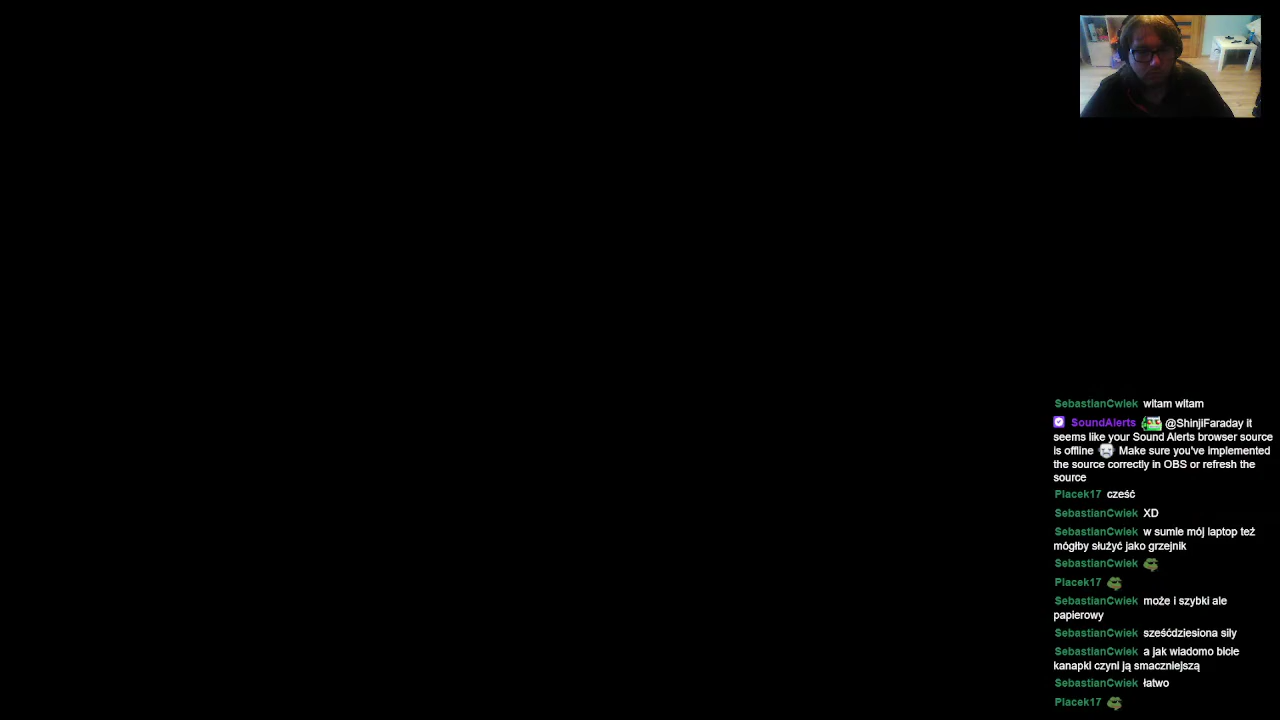 SebastianCwiek witam witam
SoundAlerts @ShinjiFaraday it
seems like your Sound Alerts browser source
is offline Make sure you've implemented
the source correctly in OBS or refresh the
source
Placek17 cześć
SebastianCwiek XD
SebastianCwiek w sumie mój laptop też
mógłby służyć jako grzejnik
SebastianCwiek
Placek17
SebastianCwiek może i szybki ale
papierowy
SebastianCwiek sześćdziesiona siły
SebastianCwiek a jak wiadomo bicie
kanapki czyni ją smaczniejszą
SebastianCwiek łatwo
Placek17